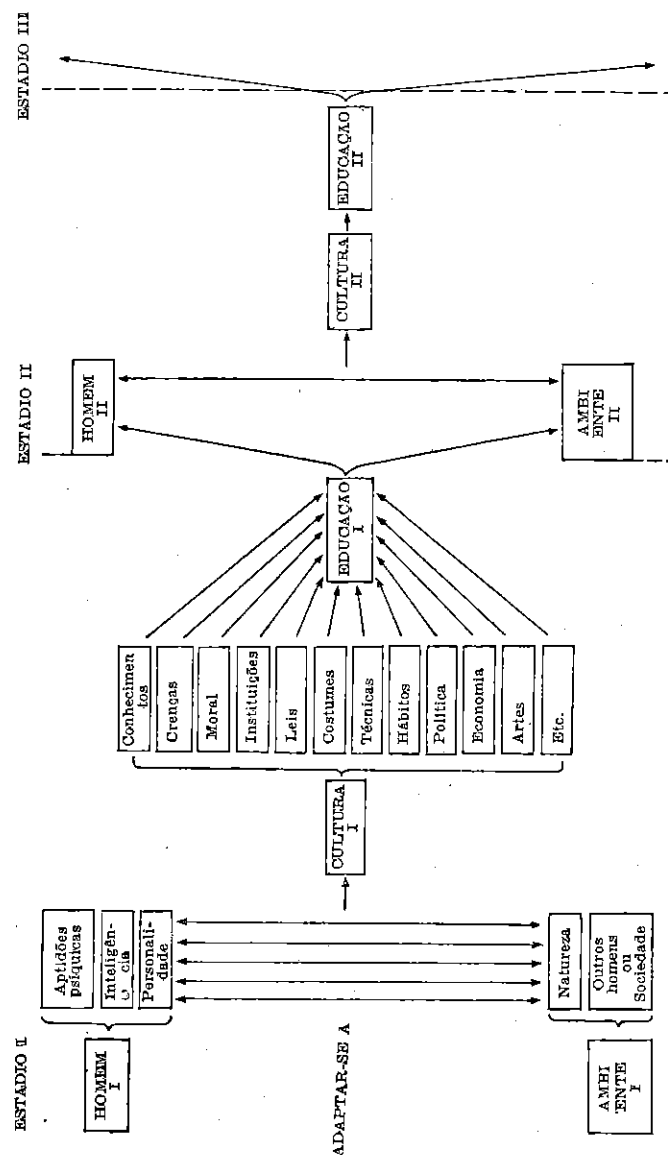 ESTADIO I
HOMEM
I
Aptidões
psíquicas
Inteligên-
cia
Personali-
dade
ADAPTAR-SE A
AMBI
ENTE
I
Natureza
Outros
homens
ou
Sociedade
CULTURA
I
Conhecimen
tos
Crenças
Moral
Instituições
Leis
Costumes
Técnicas
Hábitos
Política
Economia
Artes
Etc.
EDUCAÇAO
I
ESTADIO II
HOMEM
II
AMBI
ENTE
II
CULTURA
II
EDUCAÇAO
II
ESTADIO III